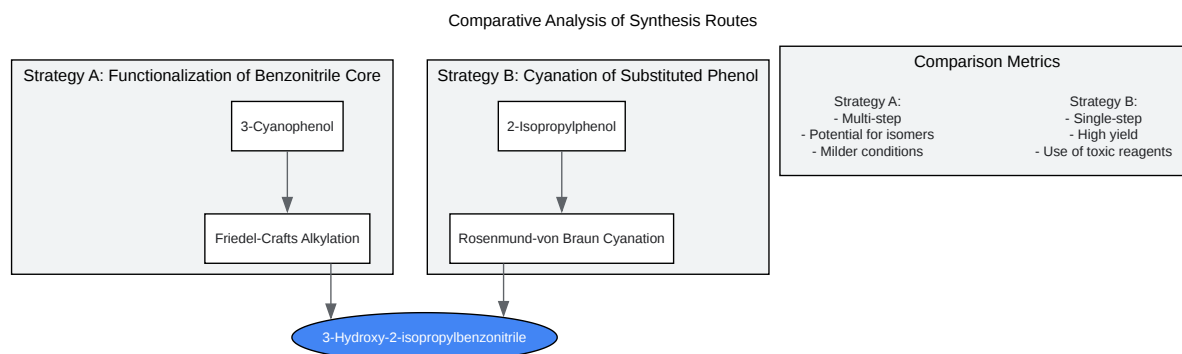 Comparative Analysis of Synthesis Routes
Strategy A: Functionalization of Benzonitrile Core
3-Cyanophenol
Friedel-Crafts Alkylation
Strategy B: Cyanation of Substituted Phenol
2-Isopropylphenol
Rosenmund-von Braun Cyanation
3-Hydroxy-2-isopropylbenzonitrile
Comparison Metrics
Strategy A:
- Multi-step
- Potential for isomers
- Milder conditions
Strategy B:
- Single-step
- High yield
- Use of toxic reagents